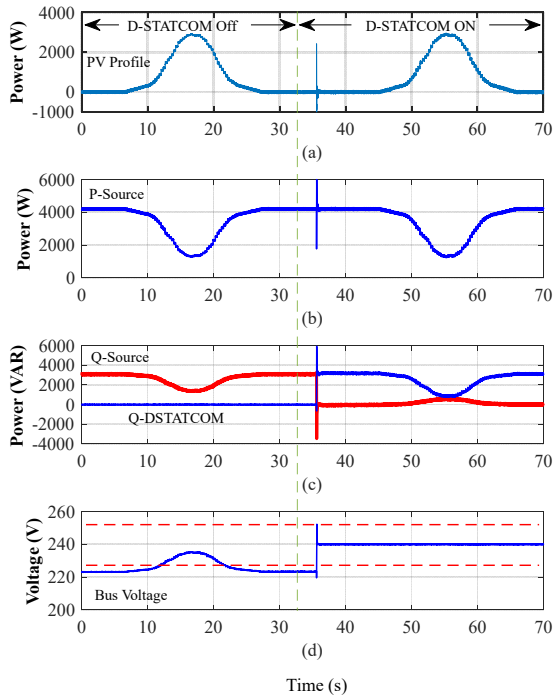 D-STATCOM Off
D-STATCOM ON
PV Profile
Power (W)
4000
2000
0
-1000
0 10 20 30 40 50 60 70
(a)
P-Source
Power (W)
6000
4000
2000
0
0 10 20 30 40 50 60 70
(b)
Q-Source
Q-DSTATCOM
Power (VAR)
6000
4000
2000
0
-2000
4000
0 10 20 30 40 50 60 70
(c)
Bus Voltage
Voltage (V)
260
240
220
200
0 10 20 30 40 50 60 70
(d)
Time (s)